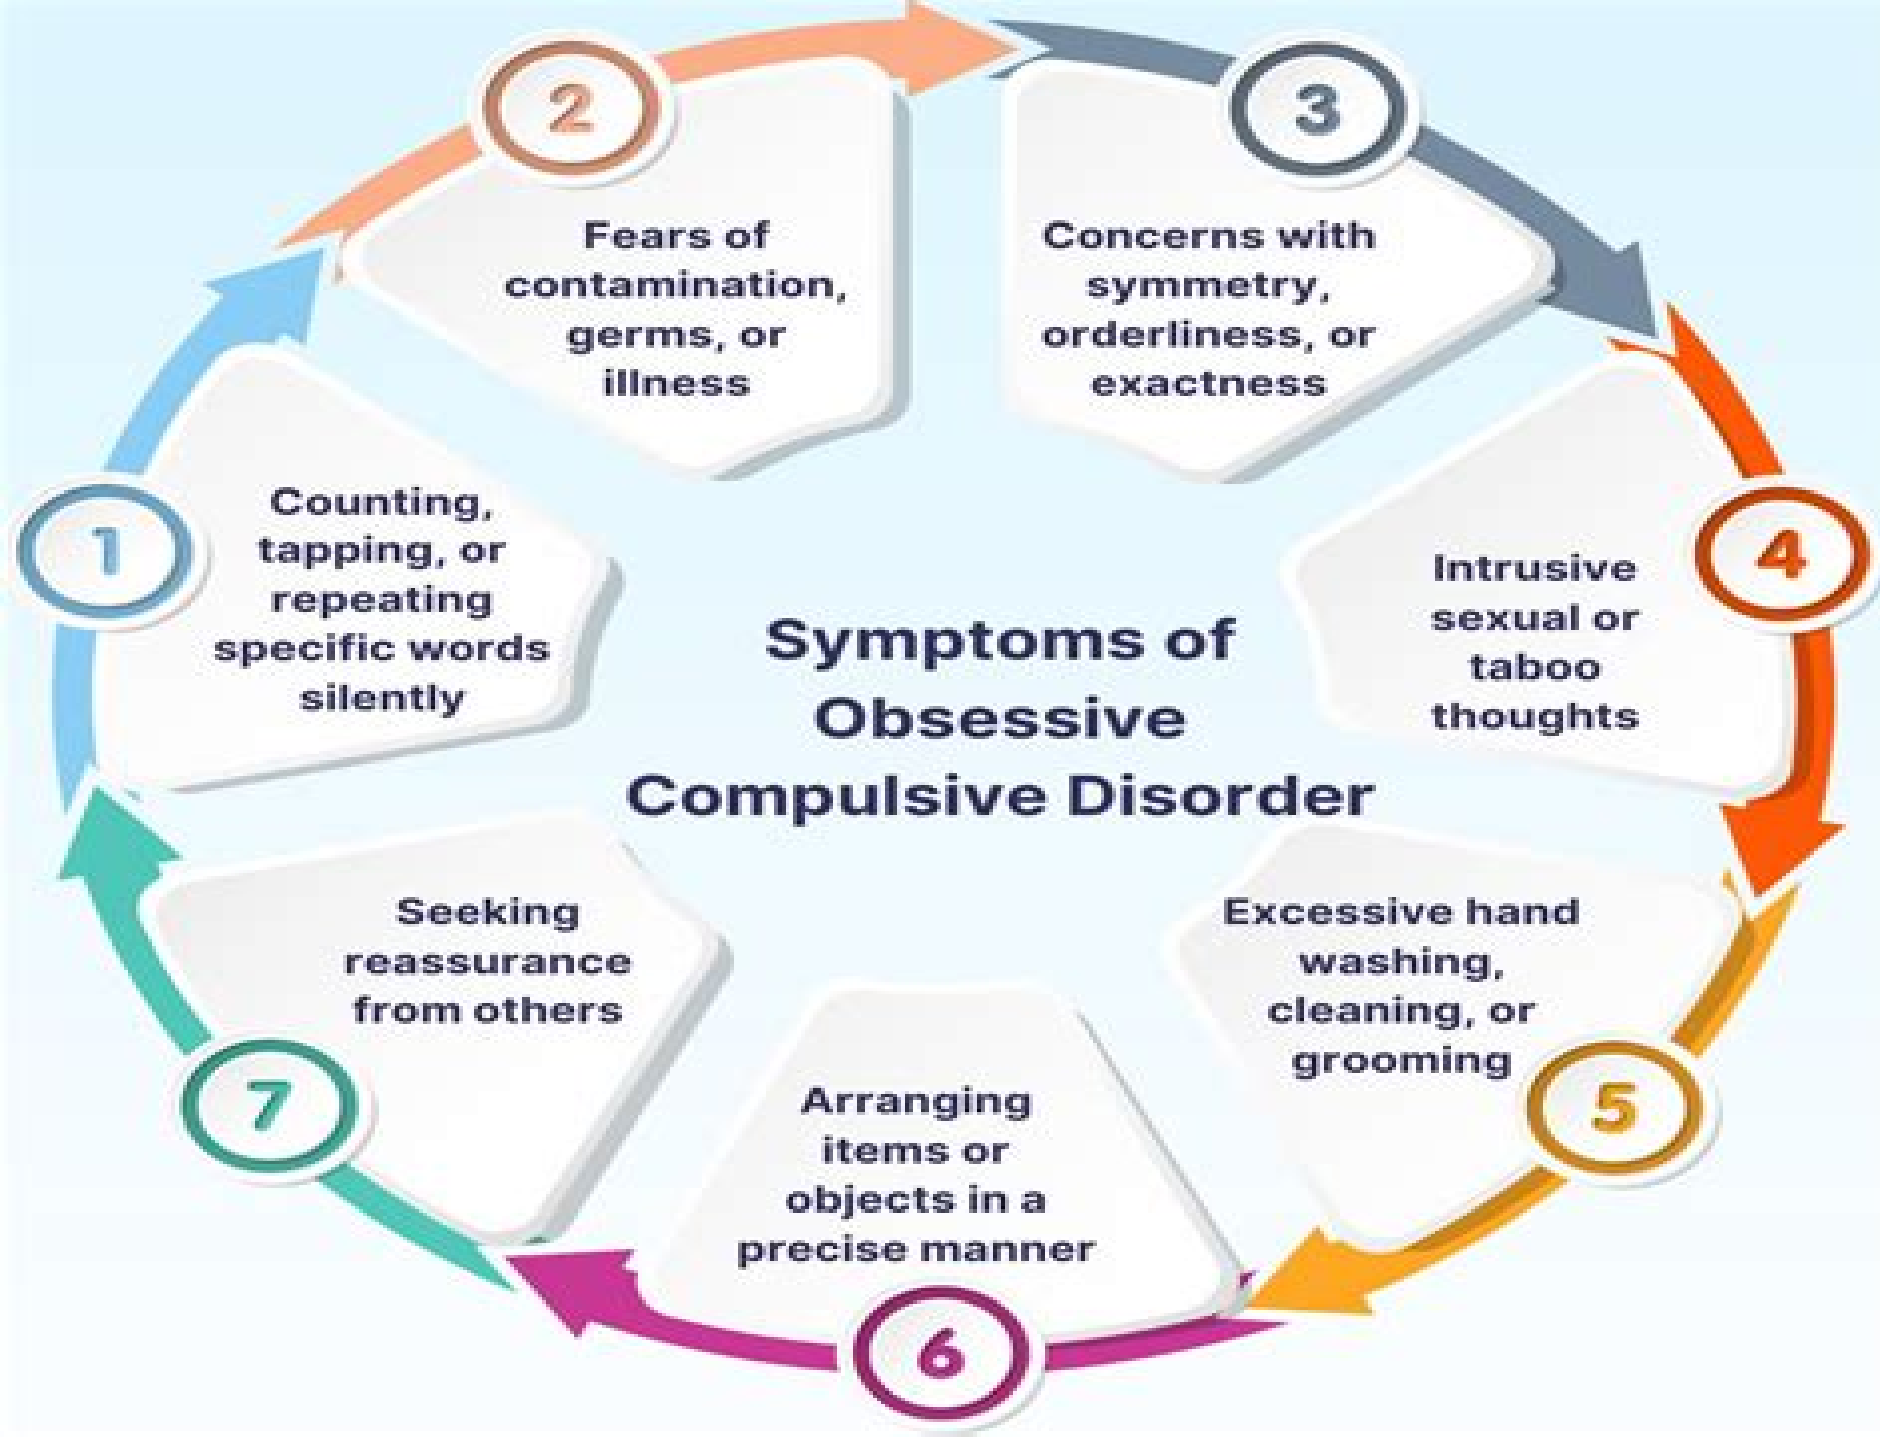 Symptoms of
Obsessive
Compulsive Disorder
1
Counting,
tapping, or
repeating
specific words
silently
2
Fears of
contamination,
germs, or
illness
3
Concerns with
symmetry,
orderliness, or
exactness
4
Intrusive
sexual or
taboo
thoughts
5
Excessive hand
washing,
cleaning, or
grooming
6
Arranging
items or
objects in a
precise manner
7
Seeking
reassurance
from others